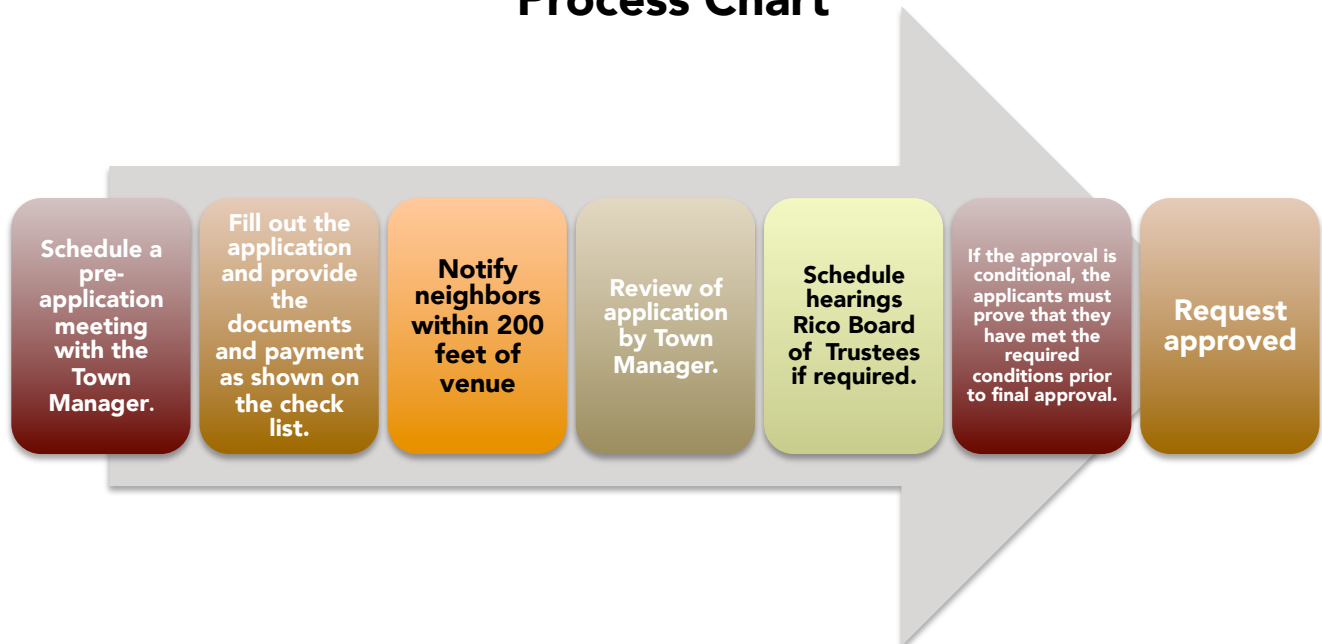 Process Chart
Schedule a
pre-
application
meeting
with the
Town
Manager.
Fill out the
application
and provide
the
documents
and payment
as shown on
the check
list.
Notify
neighbors
within 200
feet of
venue
Review of
application
by Town
Manager.
Schedule
hearings
Rico Board
of Trustees
if required.
If the approval is
conditional, the
applicants must
prove that they
have met the
required
conditions prior
to final approval.
Request
approved